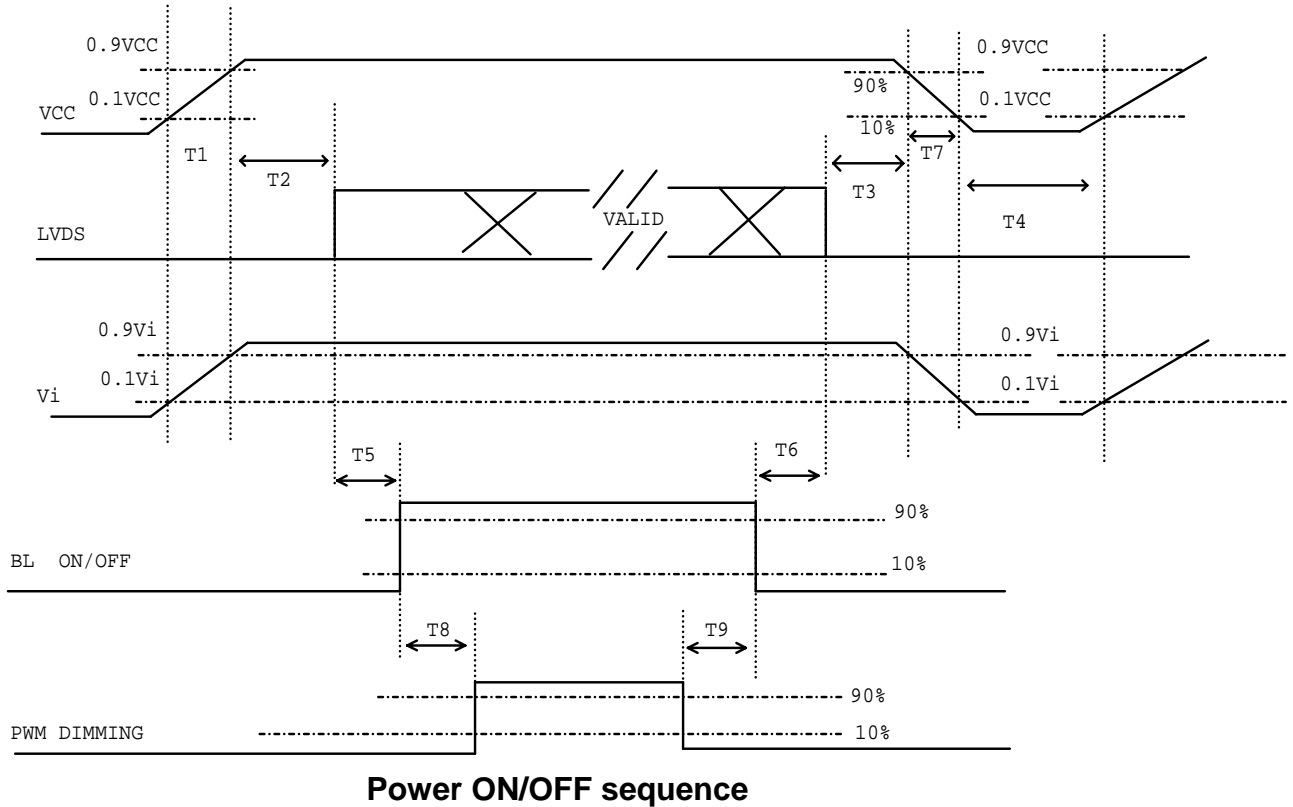 0.9VCC
0.9VCC
90%
0.1VCC
0.1VCC
VCC
10%
T1
T2
T3
T7
T4
VALID
LVDS
0.9Vi
0.9Vi
0.1Vi
0.1Vi
Vi
T5
T6
90%
BL ON/OFF
10%
T8
T9
90%
PWM DIMMING
10%
Power ON/OFF sequence